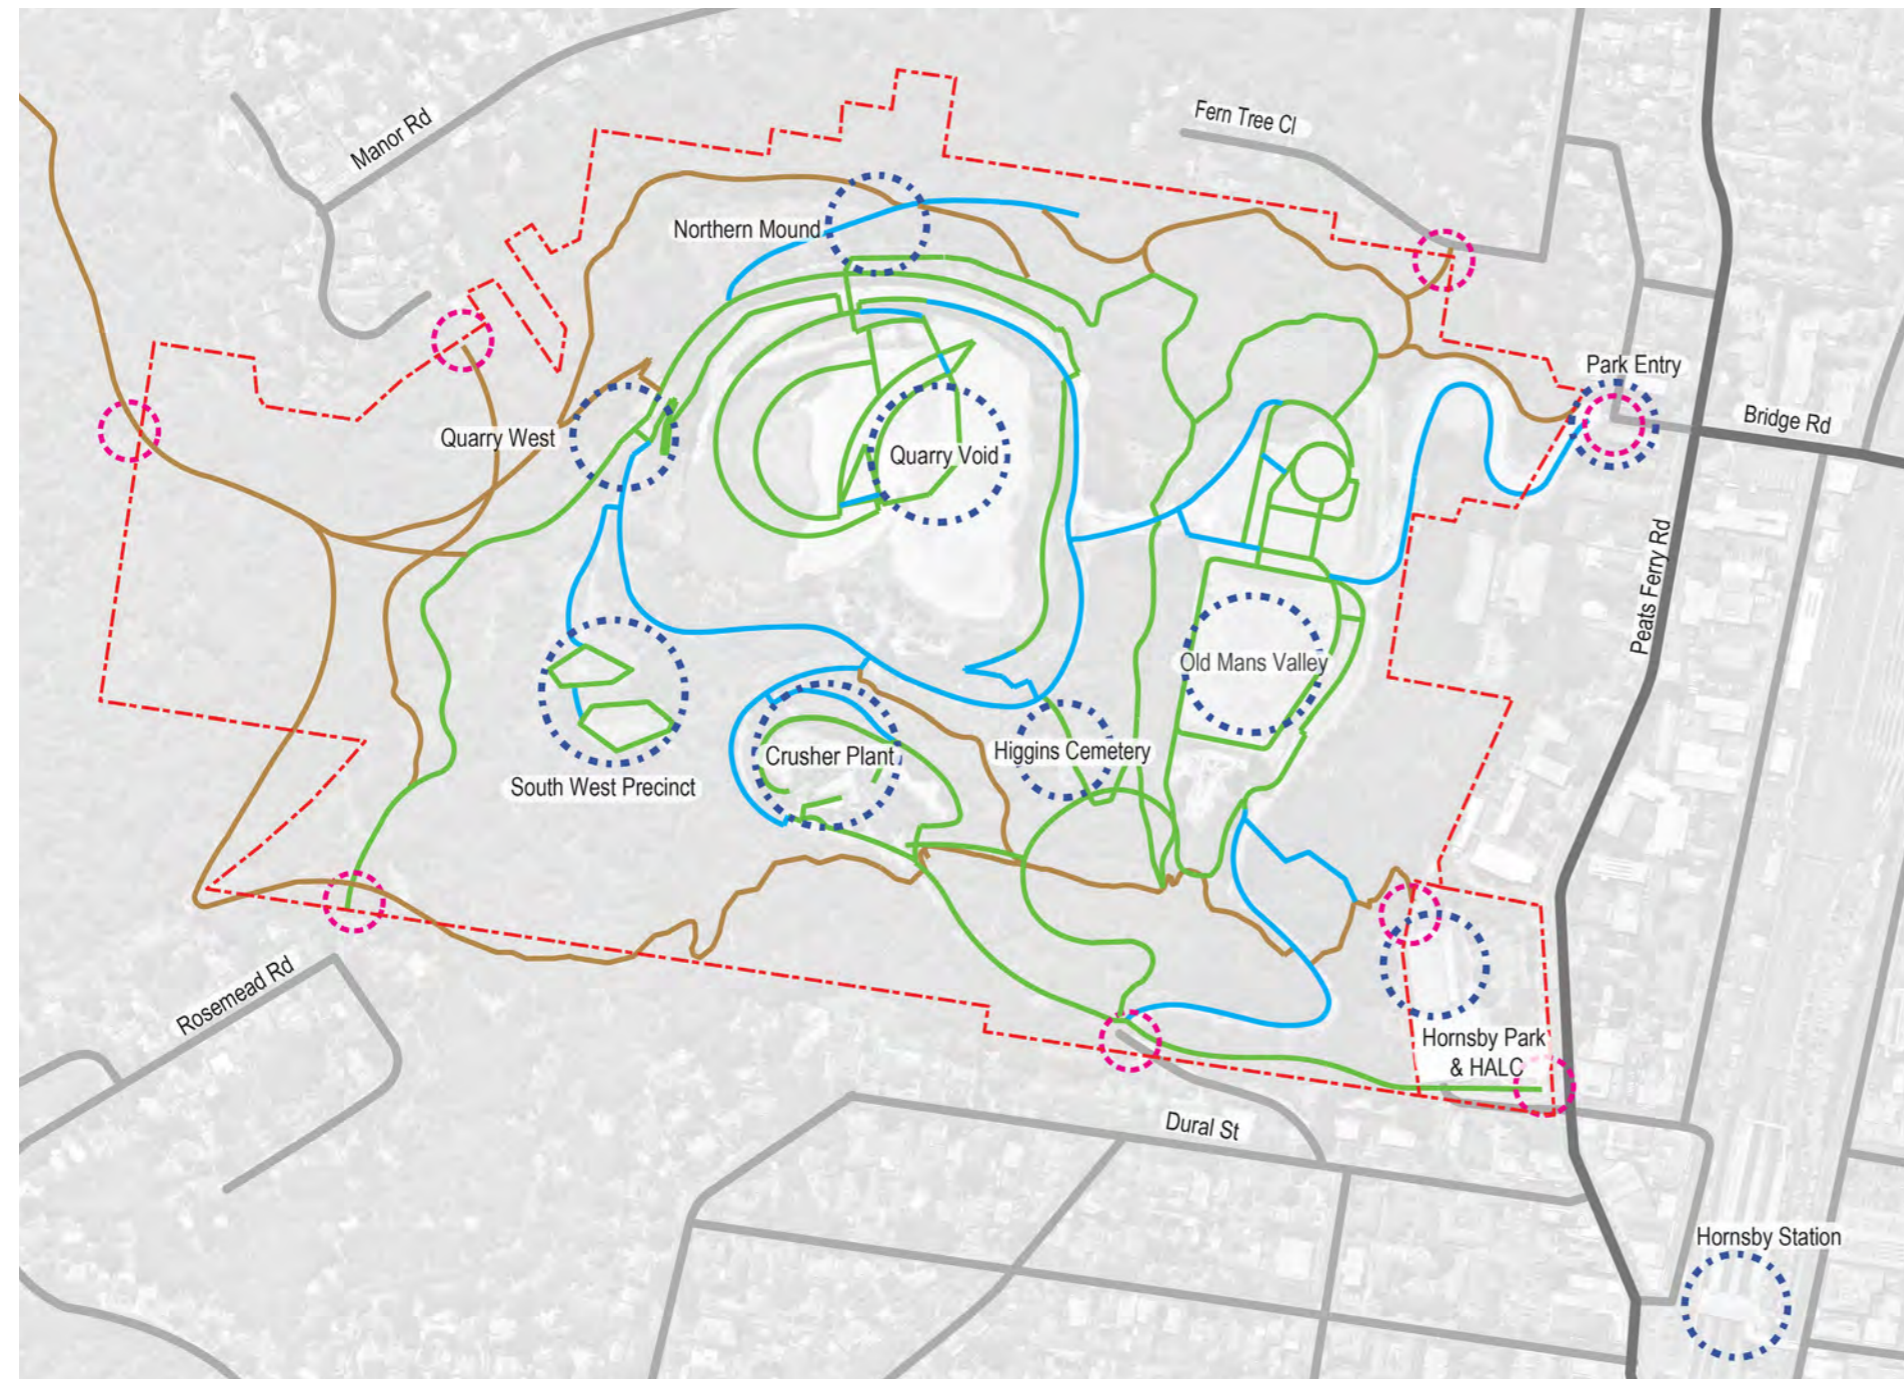 Manor Rd
Fern Tree Cl
Northern Mound
Park Entry
Bridge Rd
Quarry West
Quarry Void
Peats Ferry Rd
Old Mans Valley
Higgins Cemetery
Crusher Plant
South West Precinct
Rosemead Rd
Hornsby Park
& HALC
Dural St
Hornsby Station